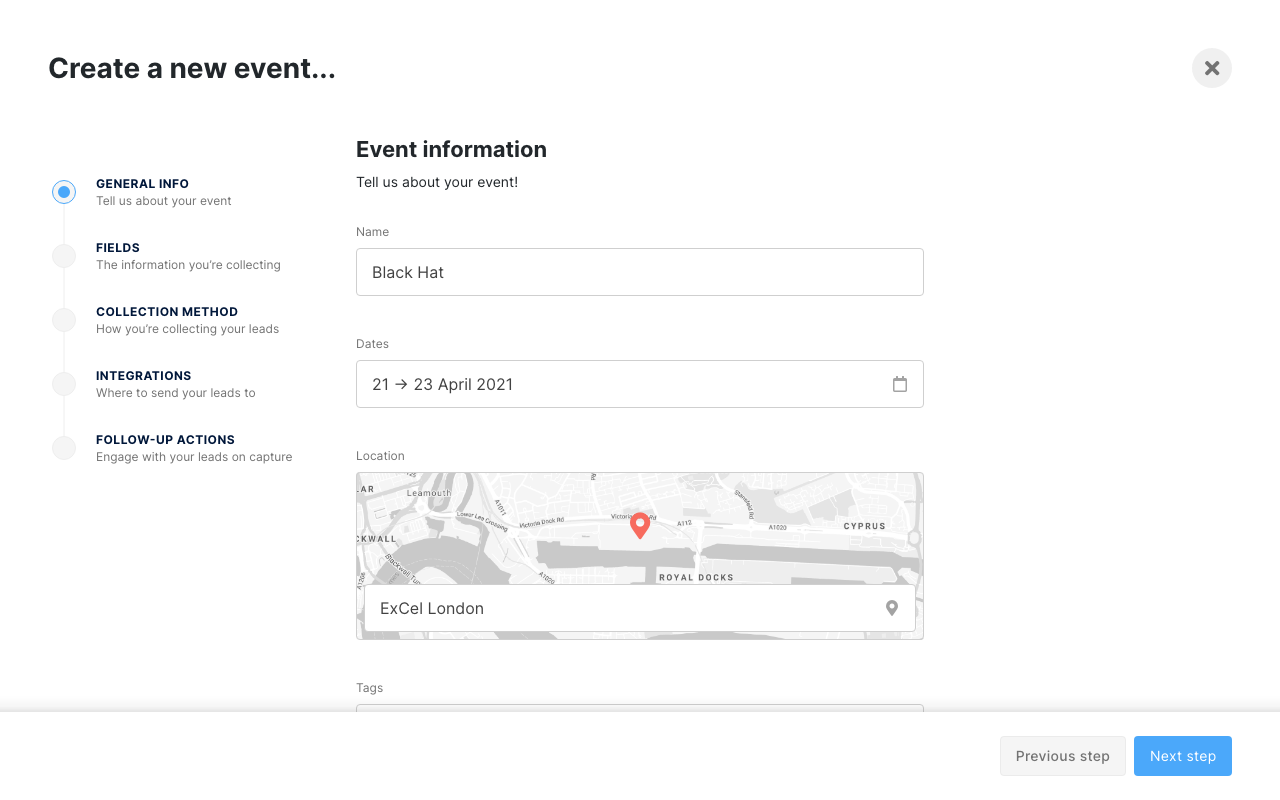 Create a new event...
GENERAL INFO
Tell us about your event
FIELDS
The information you're collecting
COLLECTION METHOD
How you're collecting your leads
INTEGRATIONS
Where to send your leads to
FOLLOW-UP ACTIONS
Engage with your leads on capture
Event information
Tell us about your event!
Name
Black Hat
Dates
21 → 23 April 2021
Location
LAR
Leamouth
A1011
Lower Lea Crossing
Victoria Dock Rd
A112
Stansfeld Rd
A1020
CYPRUS
CKWALL
A1020
ROYAL DOCKS
ExCel London
Tags
Previous step
Next step